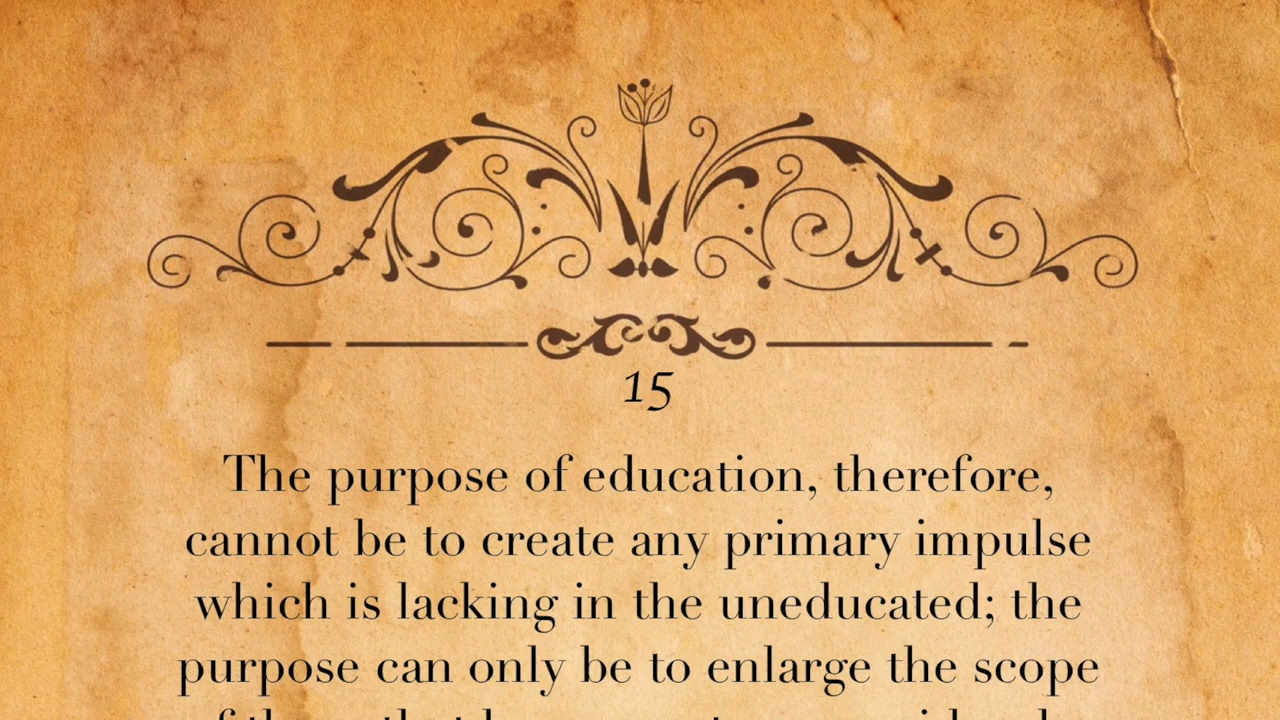 15
The purpose of education, therefore,
cannot be to create any primary impulse
which is lacking in the uneducated; the
purpose can only be to enlarge the scope